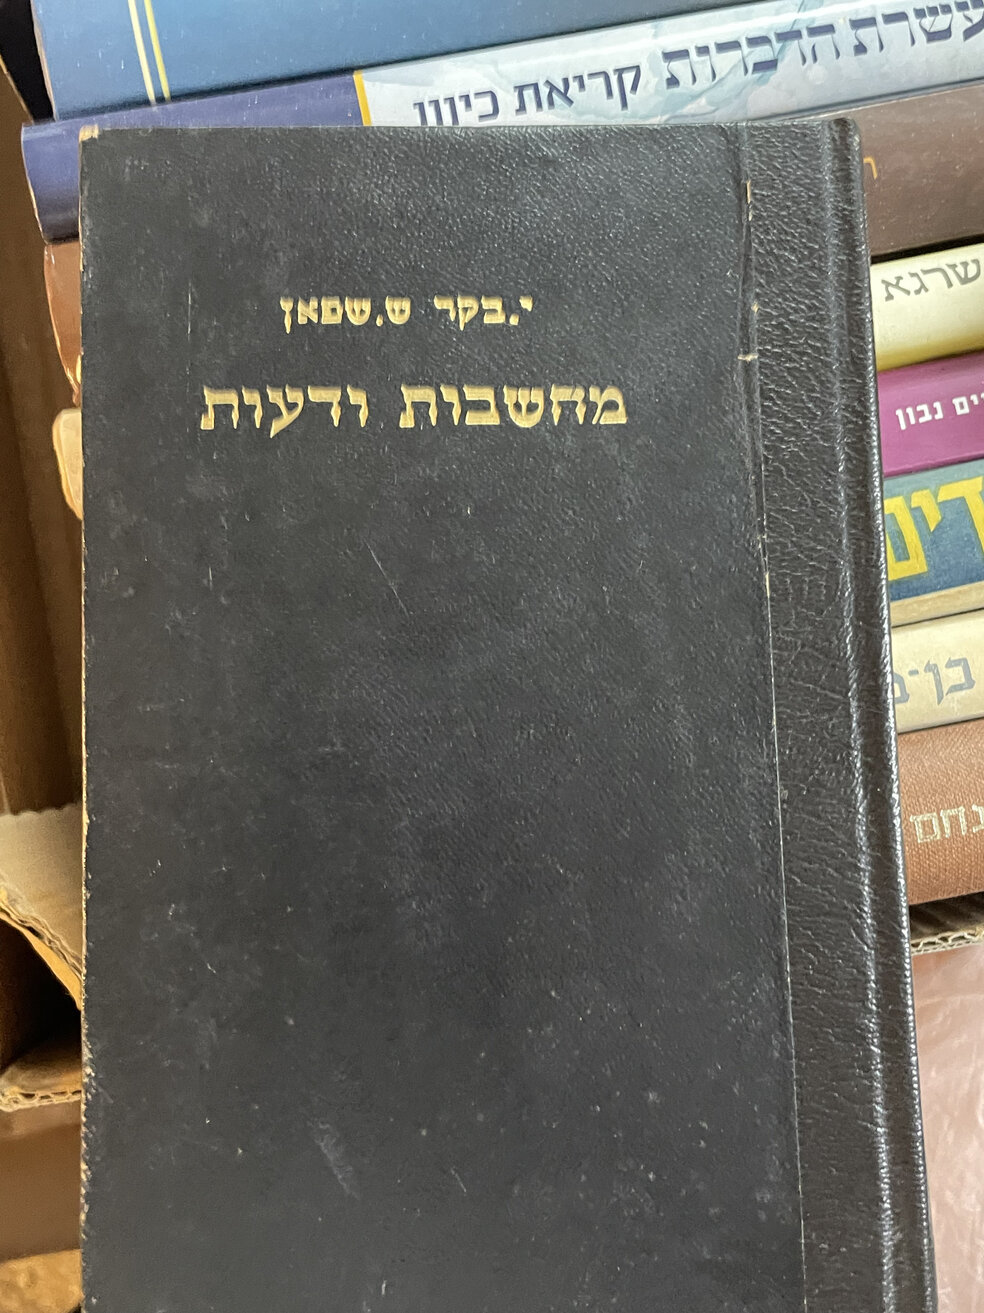 עשרת הדברות קריאת כיוון
י. בקר ש. שפאן
מחשבות ודעות
שרגא
נבון